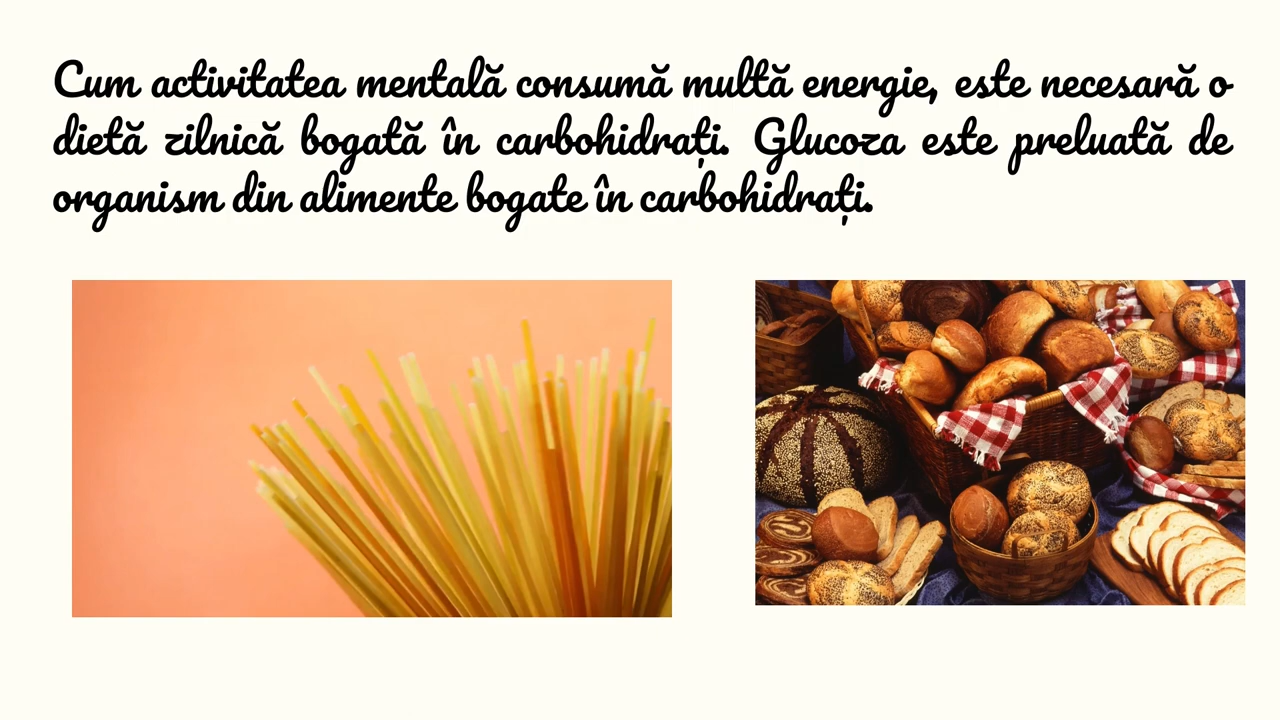 Cum activitatea mentală consumă multă energie, este necesară o
dietă zilnică bogată în carbohidrați. Glucoza este preluată de
organism din alimente bogate în carbohidrați.